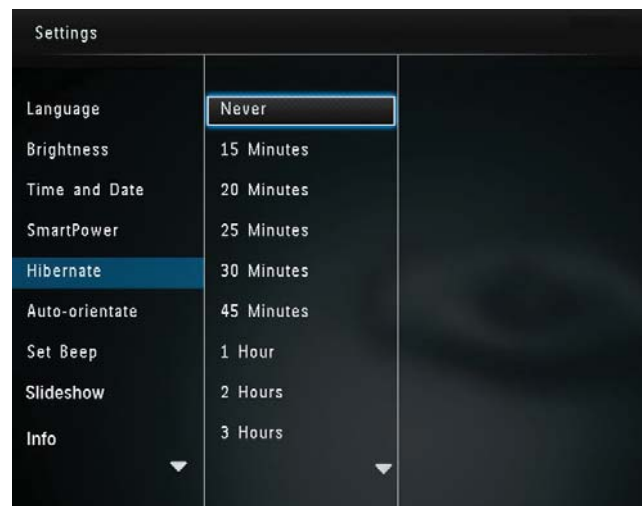 Settings
Language
Brightness
Time and Date
SmartPower
Hibernate
Auto-orientate
Set Beep
Slideshow
Info
Never
15 Minutes
20 Minutes
25 Minutes
30 Minutes
45 Minutes
1 Hour
2 Hours
3 Hours